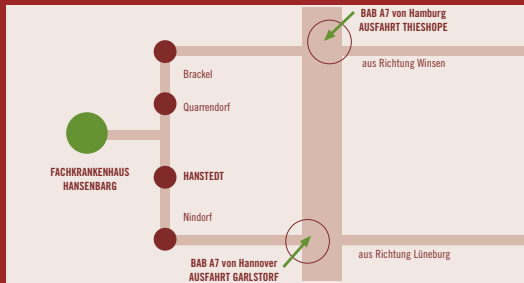 BAB A7 von Hamburg
AUSFAHRT THIESHOPE
aus Richtung Winsen
Brackel
Quarrendorf
FACHKRANKENHAUS
HANSENBARG
HANSTEDT
Nindorf
aus Richtung Lüneburg
BAB A7 von Hannover
AUSFAHRT GARLSTORF